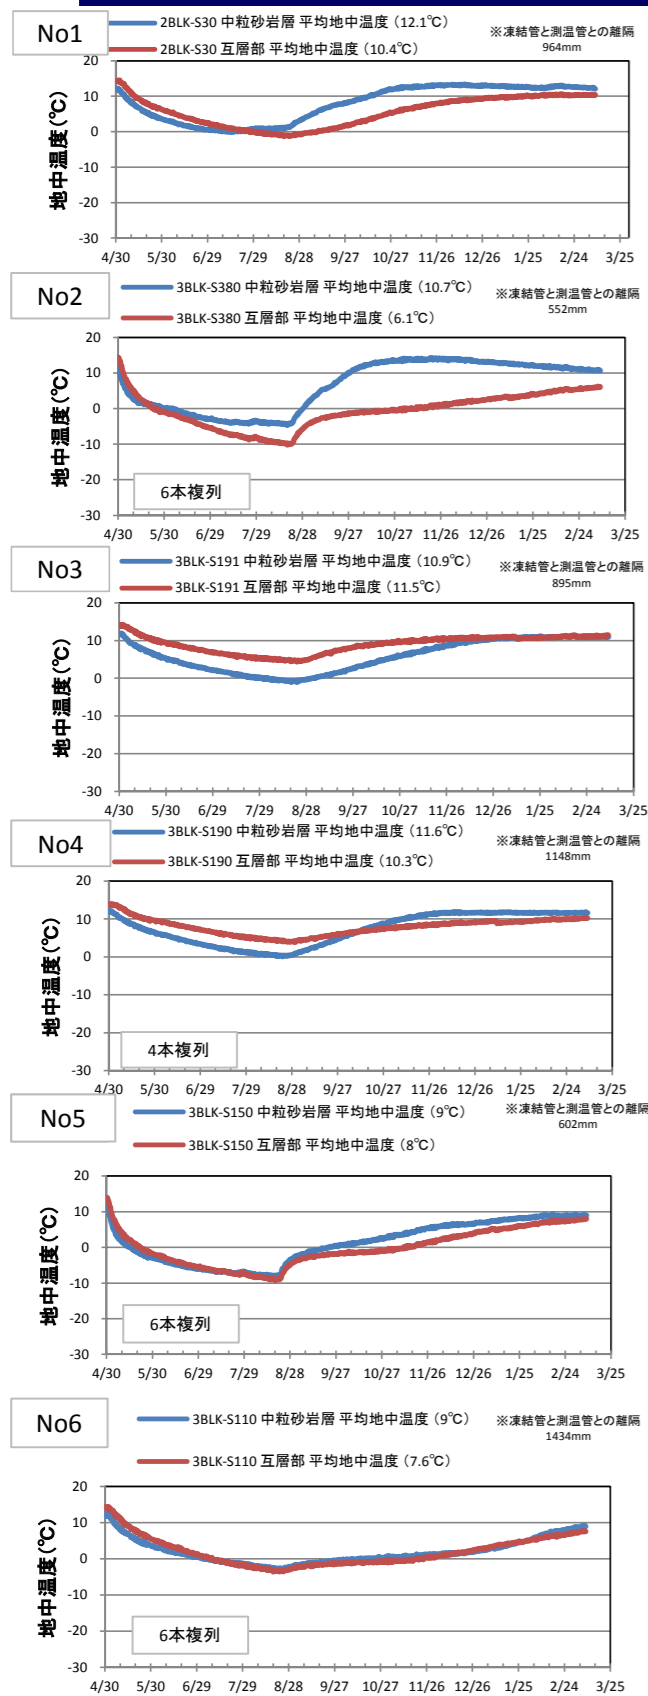 No1
2BLK-S30 中粒砂岩層 平均地中温度（12.1℃）
2BLK-S30 互層部 平均地中温度（10.4℃）
※凍結管と測温管との離隔
964mm
地中温度(℃)
20
10
0
-10
-20
-30
4/30 5/30 6/29 7/29 8/28 9/27 10/27 11/26 12/26 1/25 2/24 3/25
No2
3BLK-S380 中粒砂岩層 平均地中温度（10.7℃）
3BLK-S380 互層部 平均地中温度（6.1℃）
※凍結管と測温管との離隔
552mm
地中温度(℃)
20
10
0
-10
-20
-30
6本複列
4/30 5/30 6/29 7/29 8/28 9/27 10/27 11/26 12/26 1/25 2/24 3/25
No3
3BLK-S191 中粒砂岩層 平均地中温度（10.9℃）
3BLK-S191 互層部 平均地中温度（11.5℃）
※凍結管と測温管との離隔
895mm
地中温度(℃)
20
10
0
-10
-20
-30
4/30 5/30 6/29 7/29 8/28 9/27 10/27 11/26 12/26 1/25 2/24 3/25
No4
3BLK-S190 中粒砂岩層 平均地中温度（11.6℃）
3BLK-S190 互層部 平均地中温度（10.3℃）
※凍結管と測温管との離隔
1148mm
地中温度(℃)
20
10
0
-10
-20
-30
4本複列
4/30 5/30 6/29 7/29 8/28 9/27 10/27 11/26 12/26 1/25 2/24 3/25
No5
3BLK-S150 中粒砂岩層 平均地中温度（9℃）
3BLK-S150 互層部 平均地中温度（8℃）
※凍結管と測温管との離隔
602mm
地中温度(℃)
20
10
0
-10
-20
-30
6本複列
4/30 5/30 6/29 7/29 8/28 9/27 10/27 11/26 12/26 1/25 2/24 3/25
No6
3BLK-S110 中粒砂岩層 平均地中温度（9℃）
3BLK-S110 互層部 平均地中温度（7.6℃）
※凍結管と測温管との離隔
1434mm
地中温度(℃)
20
10
0
-10
-20
-30
6本複列
4/30 5/30 6/29 7/29 8/28 9/27 10/27 11/26 12/26 1/25 2/24 3/25